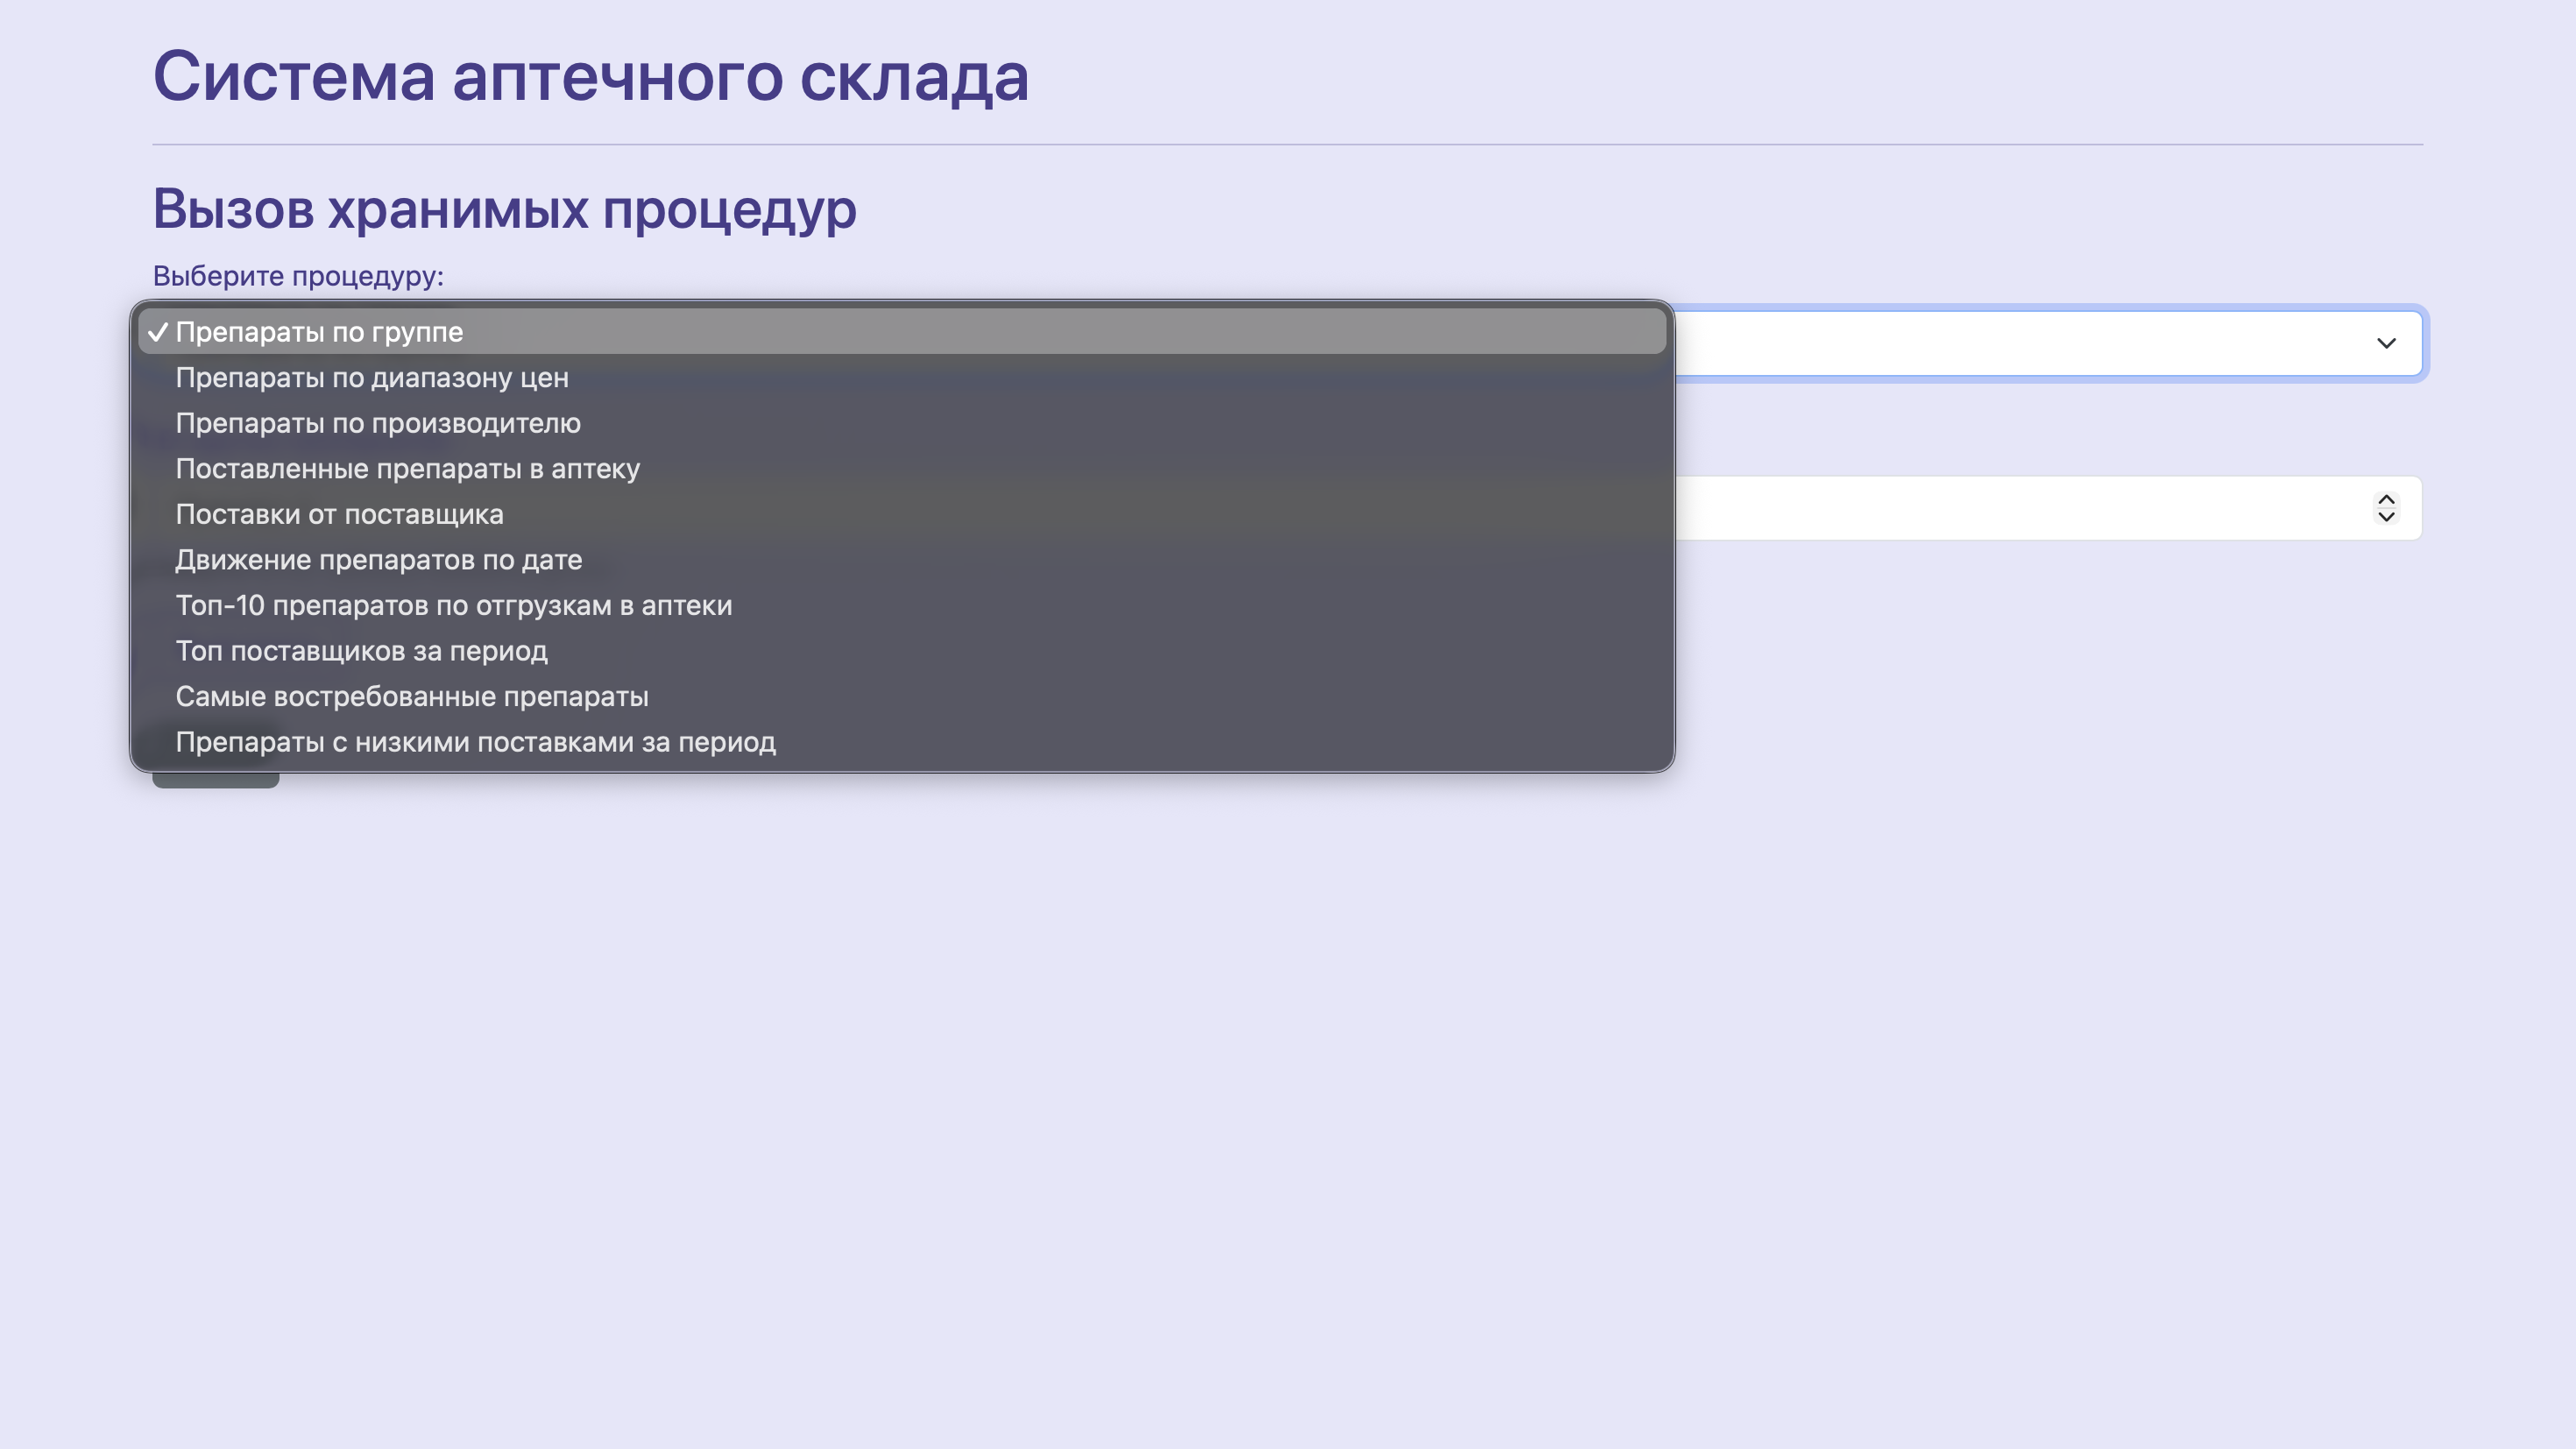 Система аптечного склада
Вызов хранимых процедур
Выберите процедуру:
✓ Препараты по группе
Препараты по диапазону цен
Препараты по производителю
Поставленные препараты в аптеку
Поставки от поставщика
Движение препаратов по дате
Топ-10 препаратов по отгрузкам в аптеки
Топ поставщиков за период
Самые востребованные препараты
Препараты с низкими поставками за период